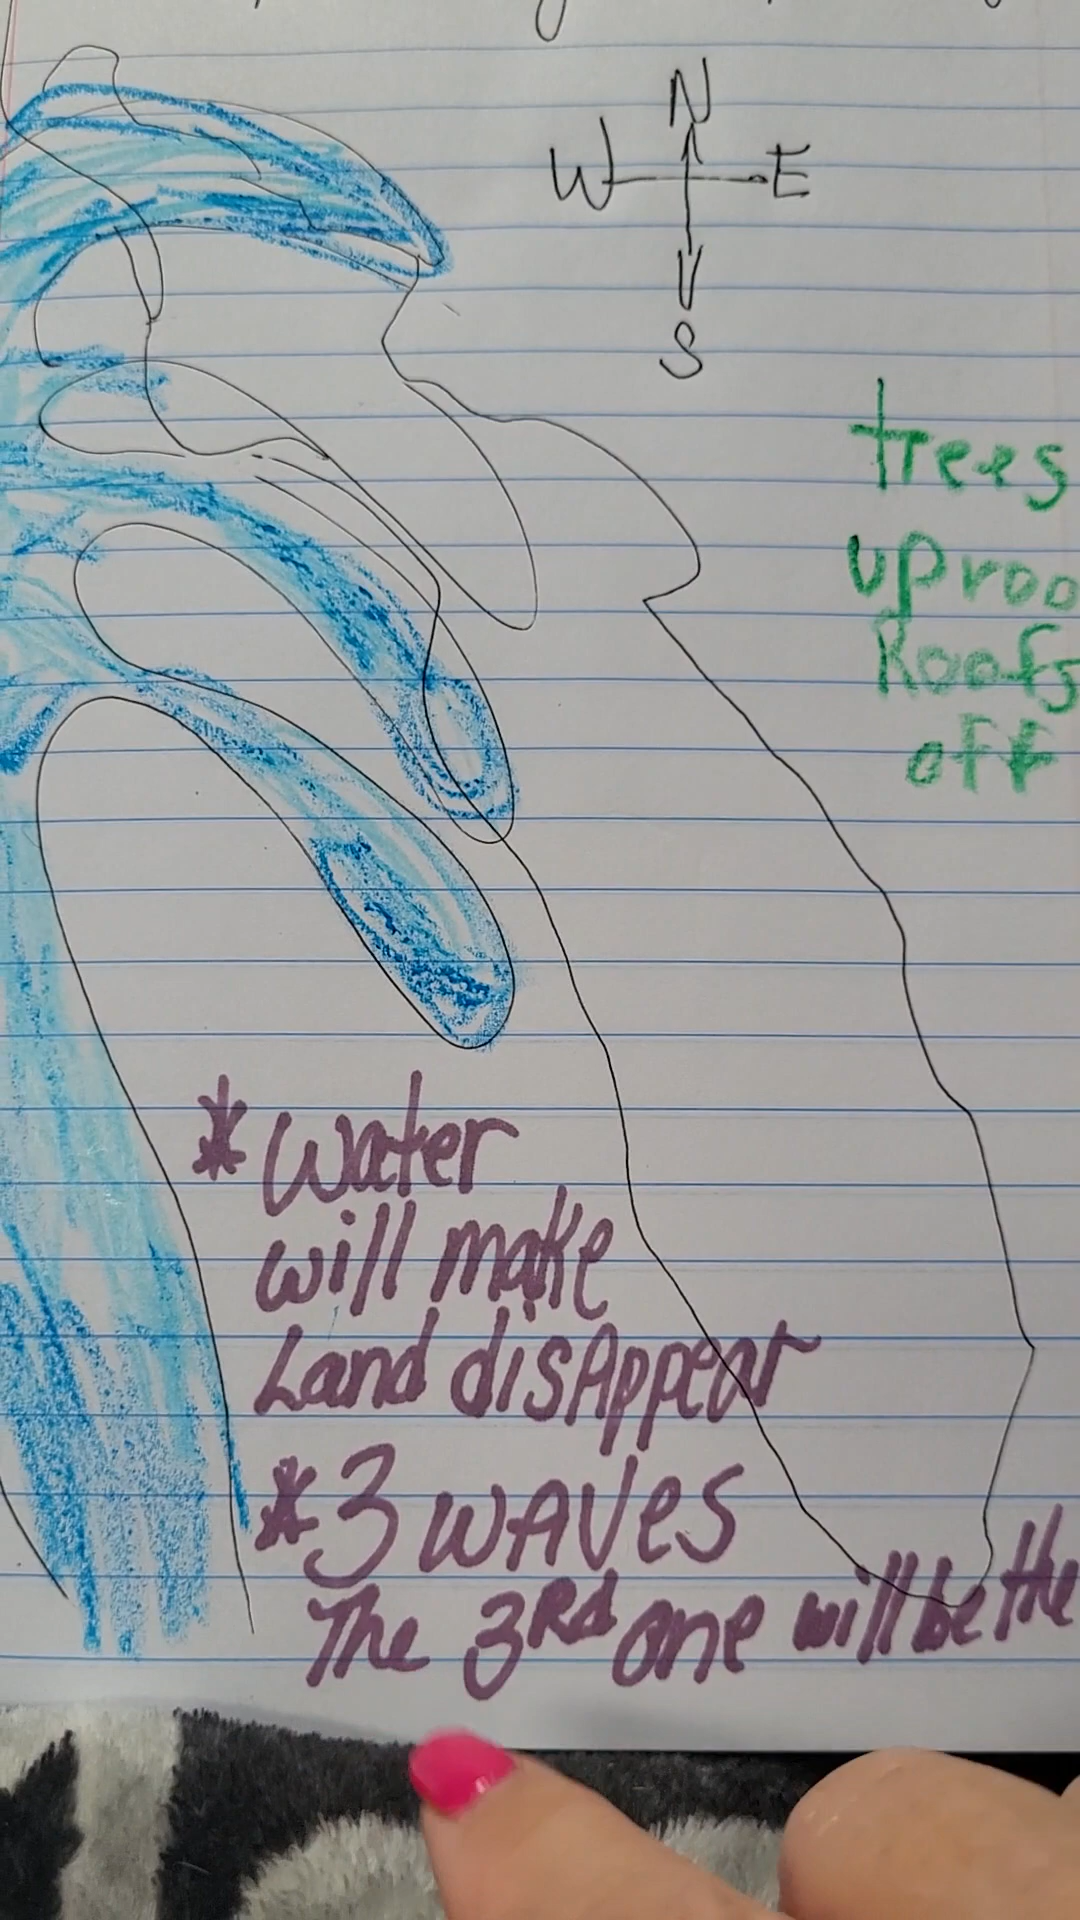 N
W E
S
trees
uproo
Roofs
off
* Water
will make
Land disAppear
* 3 WAVes
The 3Rd one will be the